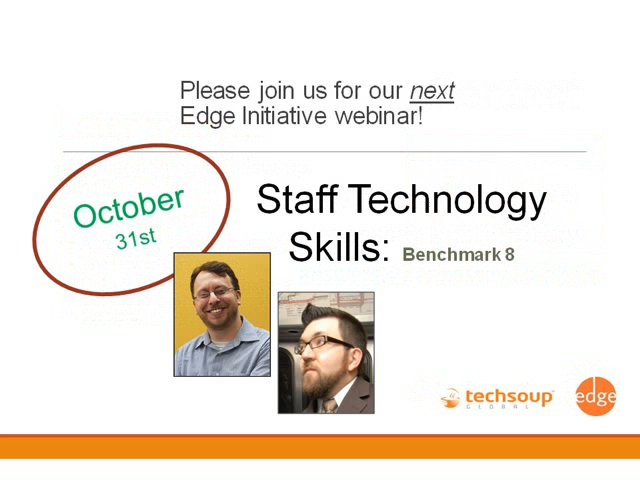 Please join us for our next
Edge Initiative webinar!
October
31st
Staff Technology
Skills: Benchmark 8
techsoup
GLOBAL
edge